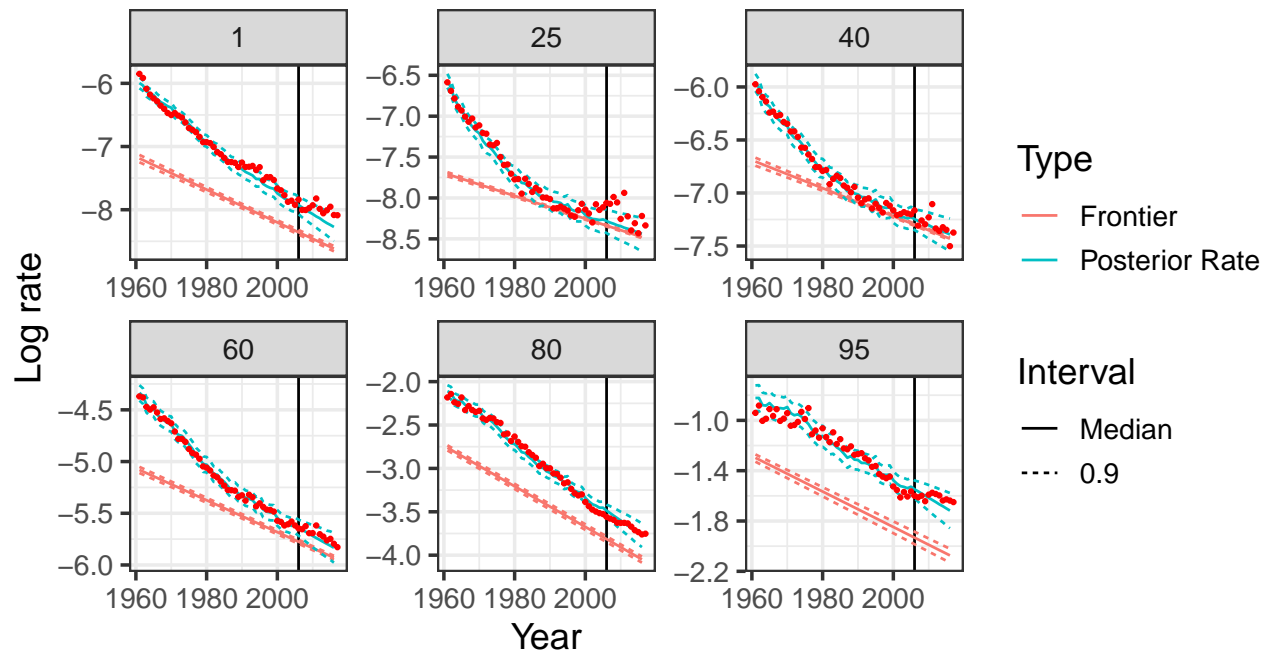 1
25
40
−6
−7
−8
−6.5
−7.0
−7.5
−8.0
−8.5
−6.0
−6.5
−7.0
−7.5
1960 1980 2000
1960 1980 2000
1960 1980 2000
60
80
95
−4.5
−5.0
−5.5
−6.0
−2.0
−2.5
−3.0
−3.5
−4.0
−1.0
−1.4
−1.8
−2.2
1960 1980 2000
1960 1980 2000
1960 1980 2000
Log rate
Year
Type
Frontier
Posterior Rate
Interval
Median
0.9